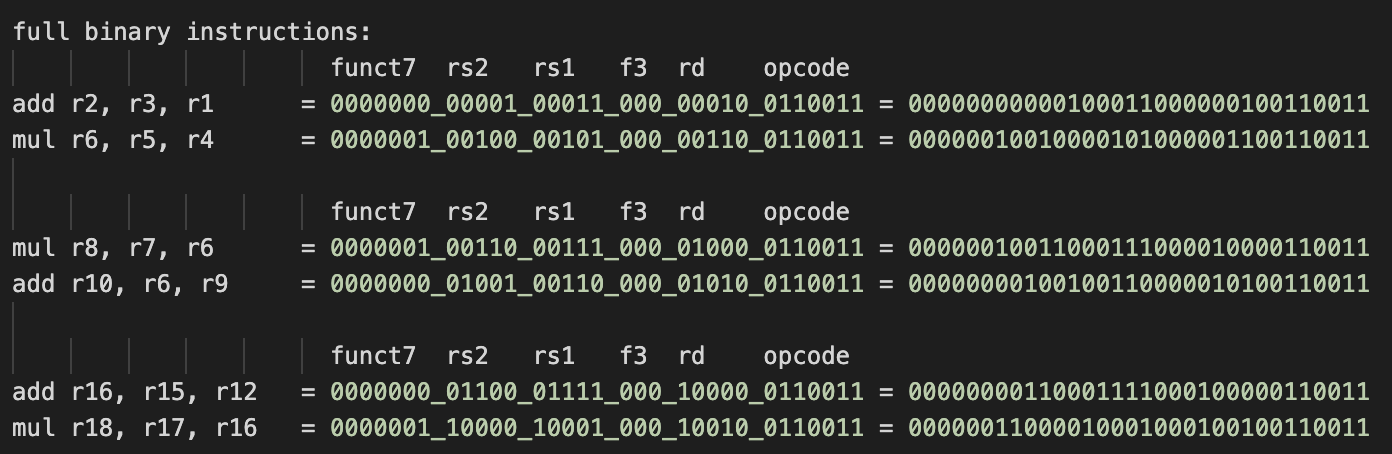 full binary instructions:
funct7 rs2 rs1 f3 rd opcode
add r2, r3, r1 = 0000000_00001_00011_000_00010_0110011 = 00000000000100011000000100110011
mul r6, r5, r4 = 0000001_00100_00101_000_00110_0110011 = 00000010010000101000001100110011
funct7 rs2 rs1 f3 rd opcode
mul r8, r7, r6 = 0000001_00110_00111_000_01000_0110011 = 00000010011000111000010000110011
add r10, r6, r9 = 0000000_01001_00110_000_01010_0110011 = 00000000100100110000010100110011
funct7 rs2 rs1 f3 rd opcode
add r16, r15, r12 = 0000000_01100_01111_000_10000_0110011 = 00000000110001111000100000110011
mul r18, r17, r16 = 0000001_10000_10001_000_10010_0110011 = 00000011000010001000100100110011